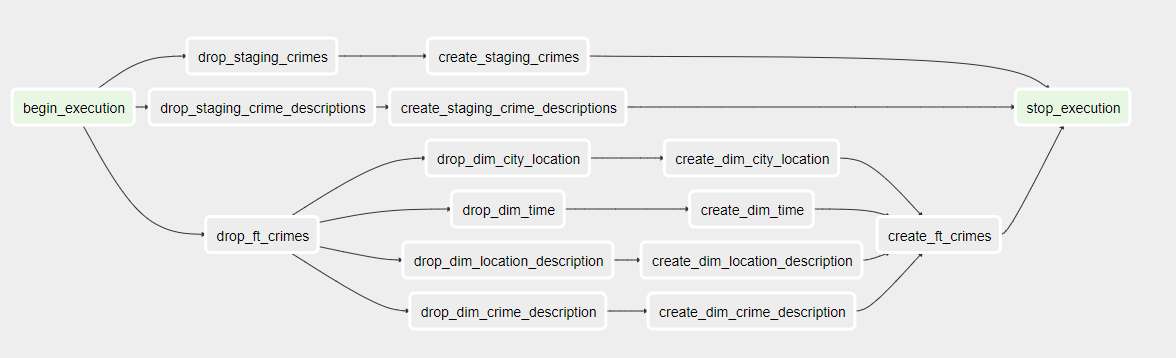 drop_staging_crimes
create_staging_crimes
begin_execution
drop_staging_crime_descriptions
create_staging_crime_descriptions
stop_execution
drop_dim_city_location
create_dim_city_location
drop_dim_time
create_dim_time
drop_ft_crimes
create_ft_crimes
drop_dim_location_description
create_dim_location_description
drop_dim_crime_description
create_dim_crime_description